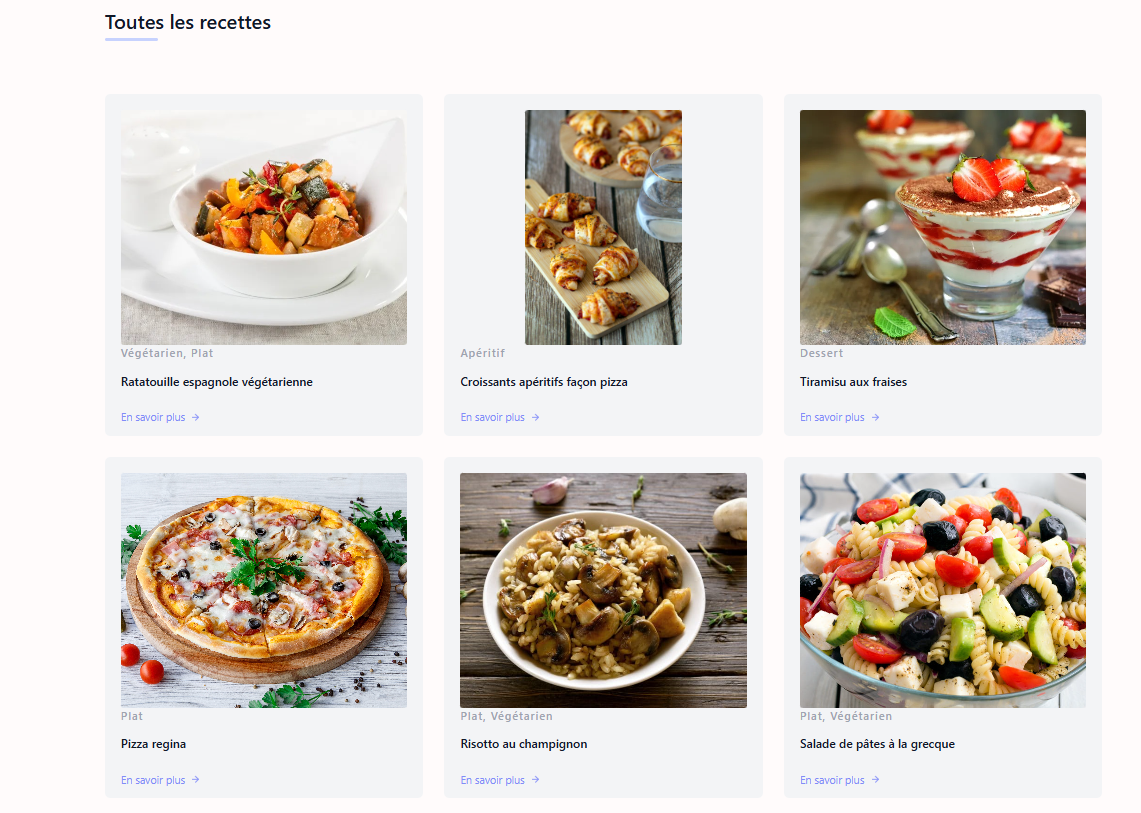 Toutes les recettes
Végétarien, Plat
Ratatouille espagnole végétarienne
En savoir plus →
Apéritif
Croissants apéritifs façon pizza
En savoir plus →
Dessert
Tiramisu aux fraises
En savoir plus →
Plat
Pizza regina
En savoir plus →
Plat, Végétarien
Risotto au champignon
En savoir plus →
Plat, Végétarien
Salade de pâtes à la grecque
En savoir plus →